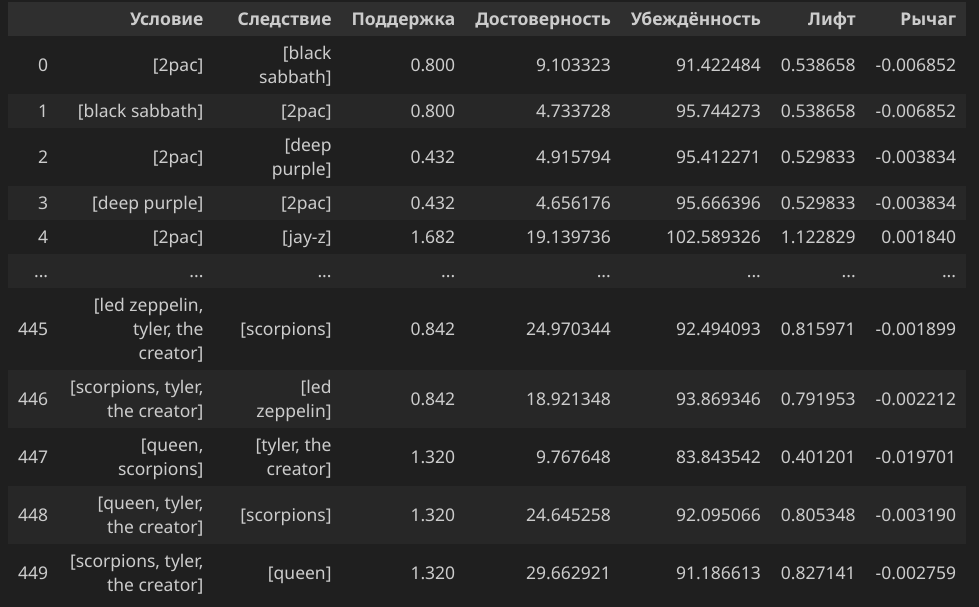 Условие Следствие Поддержка Достоверность Убеждённость Лифт Рычаг
0 [2pac] [black sabbath] 0.800 9.103323 91.422484 0.538658 -0.006852
1 [black sabbath] [2pac] 0.800 4.733728 95.744273 0.538658 -0.006852
2 [2pac] [deep purple] 0.432 4.915794 95.412271 0.529833 -0.003834
3 [deep purple] [2pac] 0.432 4.656176 95.666396 0.529833 -0.003834
4 [2pac] [jay-z] 1.682 19.139736 102.589326 1.122829 0.001840
... ... ... ... ... ... ... ...
445 [led zeppelin, tyler, the creator] [scorpions] 0.842 24.970344 92.494093 0.815971 -0.001899
446 [scorpions, tyler, the creator] [led zeppelin] 0.842 18.921348 93.869346 0.791953 -0.002212
447 [queen, scorpions] [tyler, the creator] 1.320 9.767648 83.843542 0.401201 -0.019701
448 [queen, tyler, the creator] [scorpions] 1.320 24.645258 92.095066 0.805348 -0.003190
449 [scorpions, tyler, the creator] [queen] 1.320 29.662921 91.186613 0.827141 -0.002759